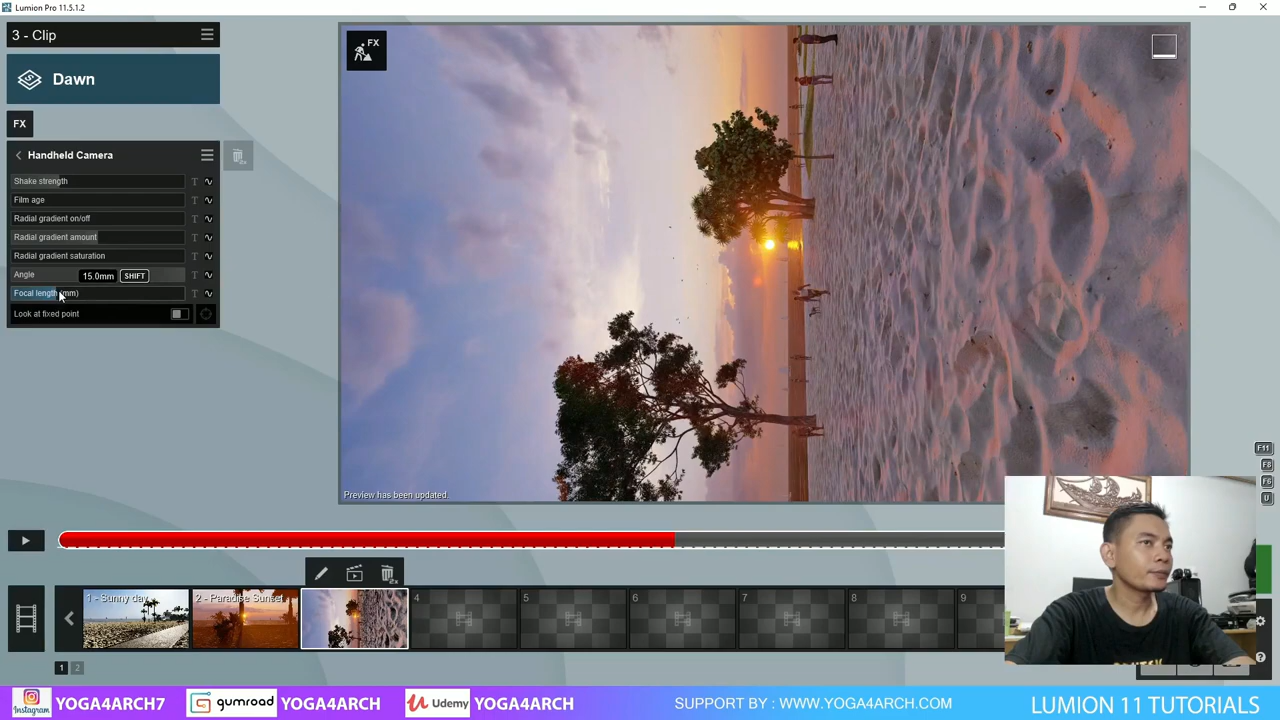 Lumion Pro 11.5.1.2
3 - Clip
Dawn
FX
FX
Handheld Camera
Shake strength
T
Film age
T
Radial gradient on/off
T
Radial gradient amount
T
Radial gradient saturation
T
Angle
15.0mm
SHIFT
T
Focal length (mm)
T
Look at fixed point
Preview has been updated.
F11
F8
F6
U
1 - Sunny day
2 - Paradise Sunset
4
5
6
7
8
9
1
2
Instagram
YOGA4ARCH7
gumroad
YOGA4ARCH
Udemy
YOGA4ARCH
SUPPORT BY : WWW.YOGA4ARCH.COM
LUMION 11 TUTORIALS